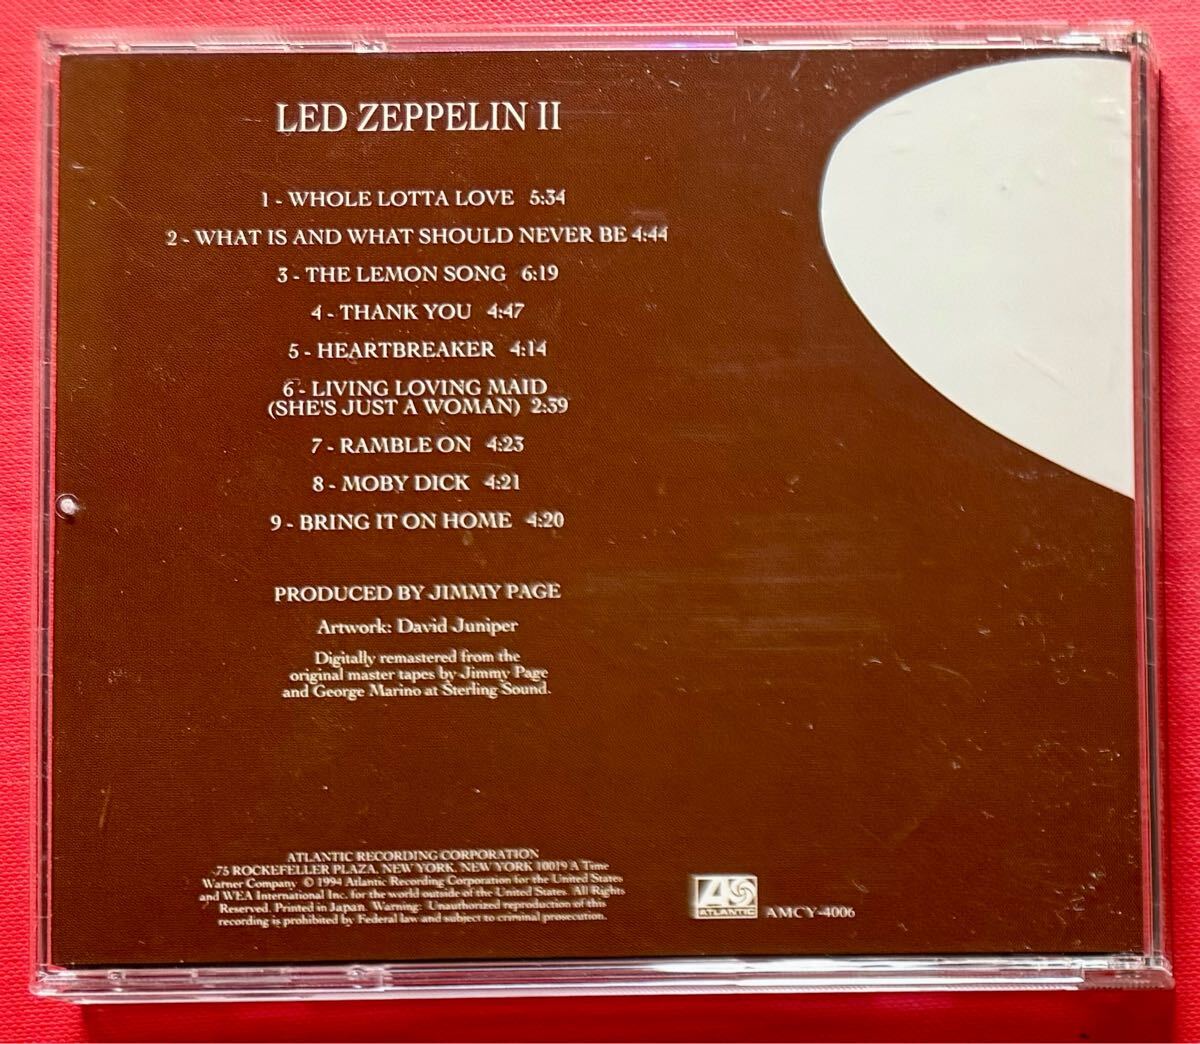 LED ZEPPELIN II
1 - WHOLE LOTTA LOVE 5:34
2 - WHAT IS AND WHAT SHOULD NEVER BE 4:44
3 - THE LEMON SONG 6:19
4 - THANK YOU 4:47
5 - HEARTBREAKER 4:14
6 - LIVING LOVING MAID
(SHE'S JUST A WOMAN) 2:39
7 - RAMBLE ON 4:23
8 - MOBY DICK 4:21
9 - BRING IT ON HOME 4:20
PRODUCED BY JIMMY PAGE
Artwork: David Juniper
Digitally remastered from the
original master tapes by Jimmy Page
and George Marino at Sterling Sound.
ATLANTIC RECORDING CORPORATION
75 ROCKEFELLER PLAZA, NEW YORK, NEW YORK 10019 A Time
Warner Company © 1994 Atlantic Recording Corporation for the United States
and WEA International Inc. for the world outside of the United States. All Rights
Reserved. Printed in Japan. Warning: Unauthorized reproduction of this
recording is prohibited by Federal law and subject to criminal prosecution.
ATLANTIC
AMCY-4006